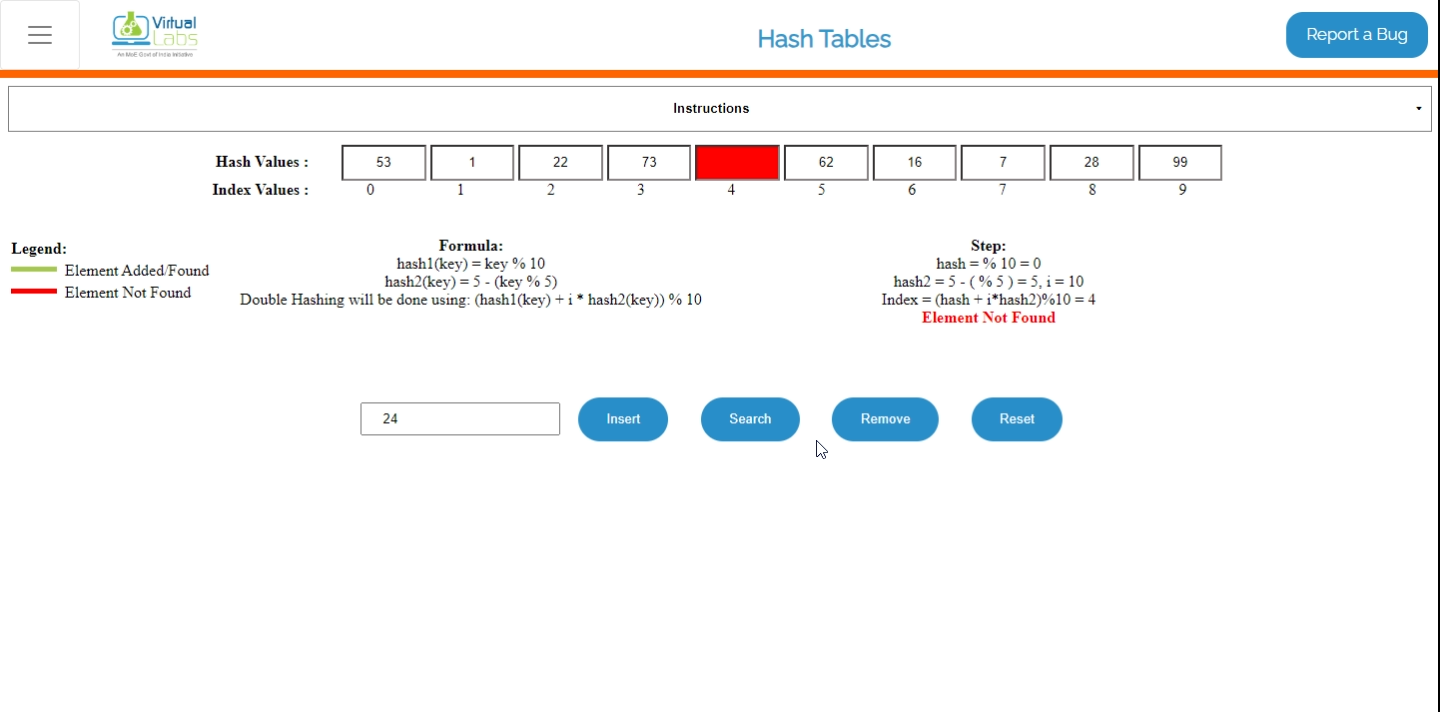 Virtual
Labs
An MoE Govt of India Initiative
Hash Tables
Report a Bug
Instructions
Hash Values : 53 1 22 73 62 16 7 28 99
Index Values : 0 1 2 3 4 5 6 7 8 9
Legend:
Element Added/Found
Element Not Found
Formula:
hash1(key) = key % 10
hash2(key) = 5 - (key % 5)
Double Hashing will be done using: (hash1(key) + i * hash2(key)) % 10
Step:
hash = % 10 = 0
hash2 = 5 - ( % 5 ) = 5, i = 10
Index = (hash + i*hash2)%10 = 4
Element Not Found
24 Insert Search Remove Reset